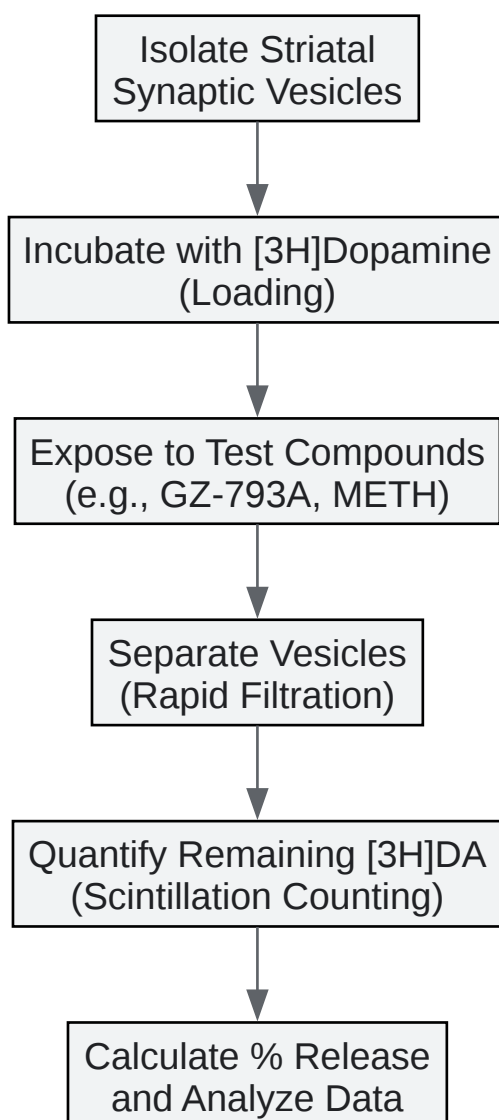 Isolate Striatal
Synaptic Vesicles
Incubate with [3H]Dopamine
(Loading)
Expose to Test Compounds
(e.g., GZ-793A, METH)
Separate Vesicles
(Rapid Filtration)
Quantify Remaining [3H]DA
(Scintillation Counting)
Calculate % Release
and Analyze Data